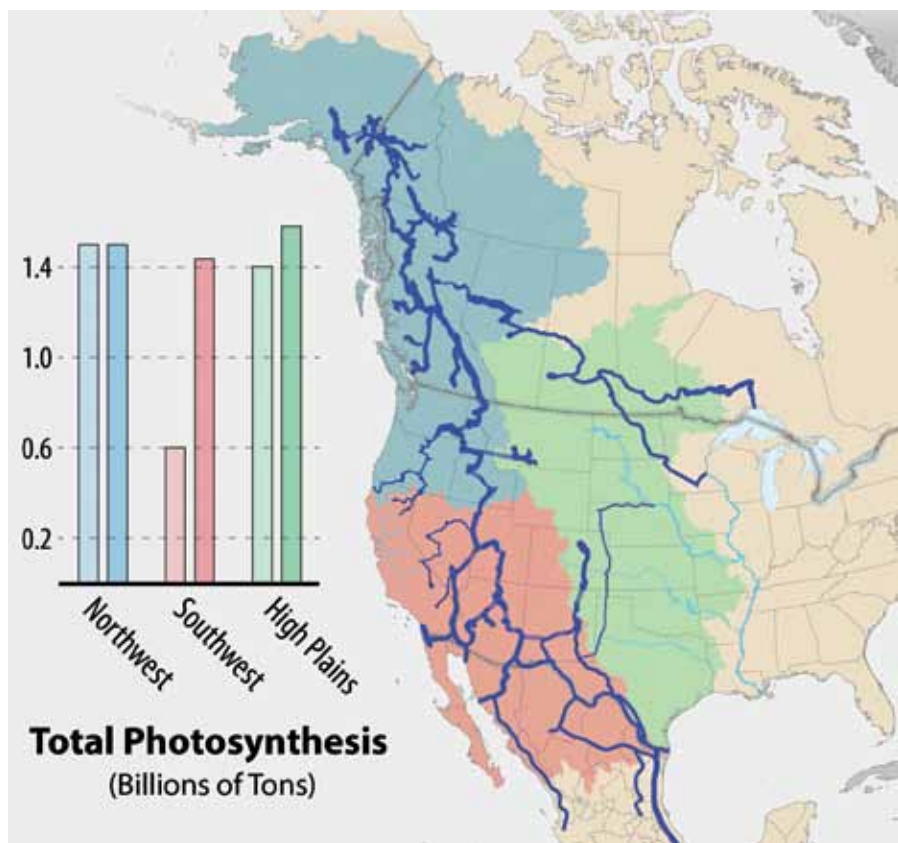 1.4
1.0
0.6
0.2
Northwest
Southwest
High Plains
Total Photosynthesis
(Billions of Tons)